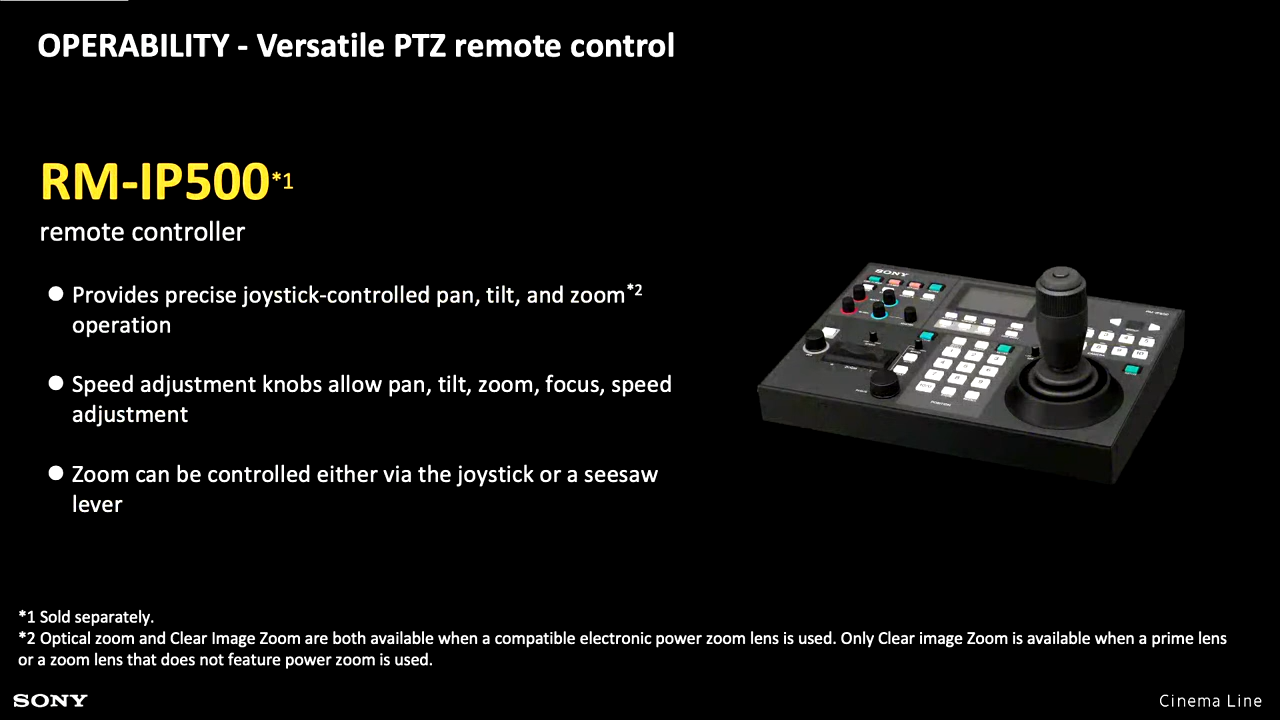 OPERABILITY - Versatile PTZ remote control
RM-IP500*1
remote controller
● Provides precise joystick-controlled pan, tilt, and zoom*2
operation
● Speed adjustment knobs allow pan, tilt, zoom, focus, speed
adjustment
● Zoom can be controlled either via the joystick or a seesaw
lever
SONY
*1 Sold separately.
*2 Optical zoom and Clear Image Zoom are both available when a compatible electronic power zoom lens is used. Only Clear image Zoom is available when a prime lens
or a zoom lens that does not feature power zoom is used.
SONY
Cinema Line